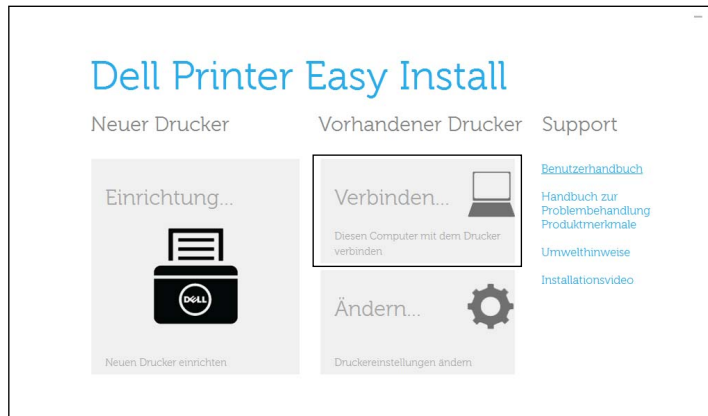 Dell Printer Easy Install
Neuer Drucker
Einrichtung...
DELL
Neuen Drucker einrichten
Vorhandener Drucker
Verbinden...
Diesen Computer mit dem Drucker
verbinden
Ändern...
Druckereinstellungen ändern
Support
Benutzerhandbuch
Handbuch zur
Problembehandlung
Produktmerkmale
Umwelthinweise
Installationsvideo